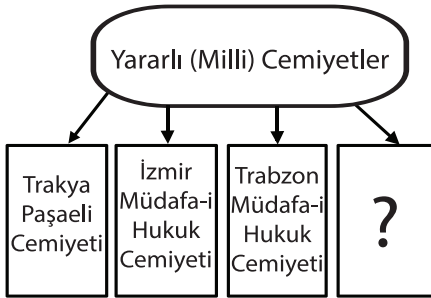 Yararlı (Milli) Cemiyetler
Trakya
Paşaeli
Cemiyeti
İzmir
Müdafa-i
Hukuk
Cemiyeti
Trabzon
Müdafa-i
Hukuk
Cemiyeti
?